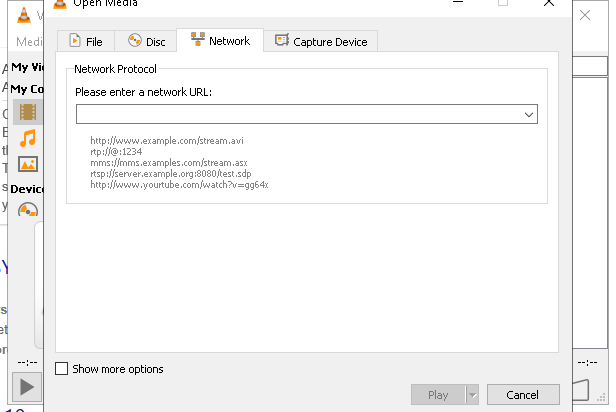 Open Media
Medi
File
Disc
Network
Capture Device
My Vi
My Co
Device
Network Protocol
Please enter a network URL:
http://www.example.com/stream.avi
rtp://@:1234
mms://mms.examples.com/stream.asx
rtsp://server.example.org:8080/test.sdp
http://www.yourtube.com/watch?v=gg64x
Show more options
--:--
--:--
Play
Cancel